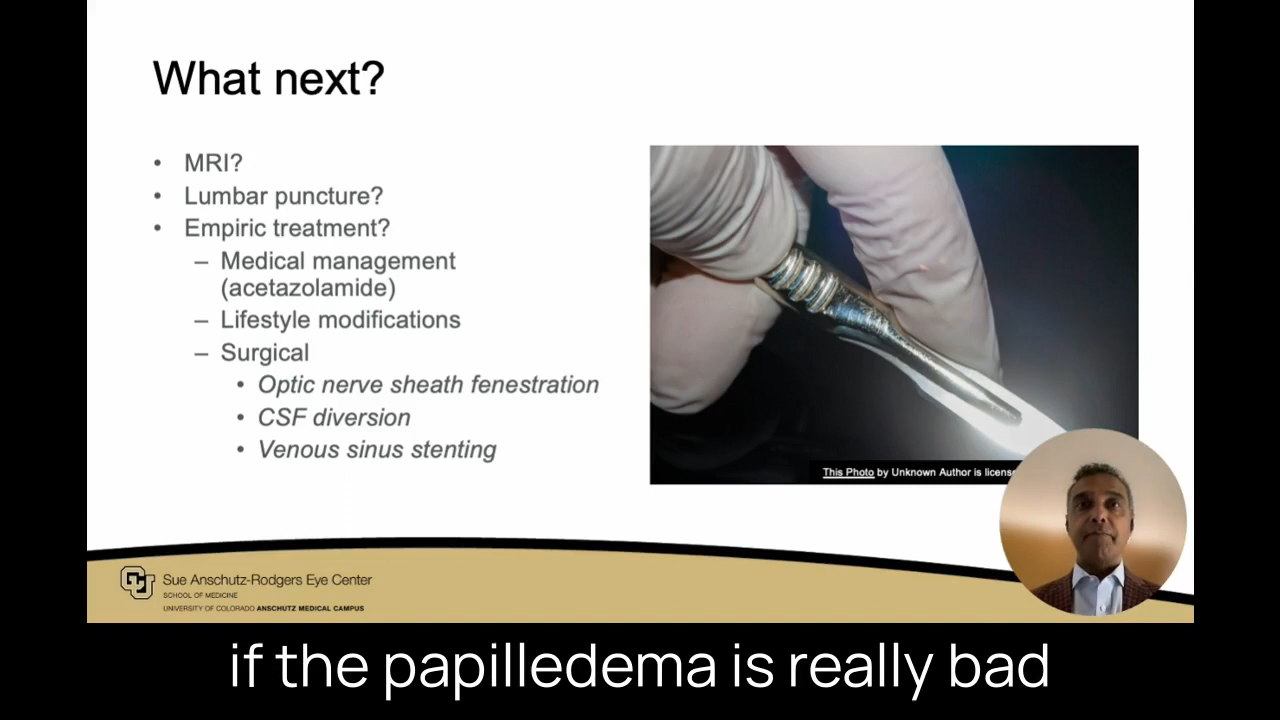 What next?
• MRI?
• Lumbar puncture?
• Empiric treatment?
– Medical management
(acetazolamide)
– Lifestyle modifications
– Surgical
• Optic nerve sheath fenestration
• CSF diversion
• Venous sinus stenting
This Photo by Unknown Author is license
CU
Sue Anschutz-Rodgers Eye Center
SCHOOL OF MEDICINE
UNIVERSITY OF COLORADO ANSCHUTZ MEDICAL CAMPUS
if the papilledema is really bad